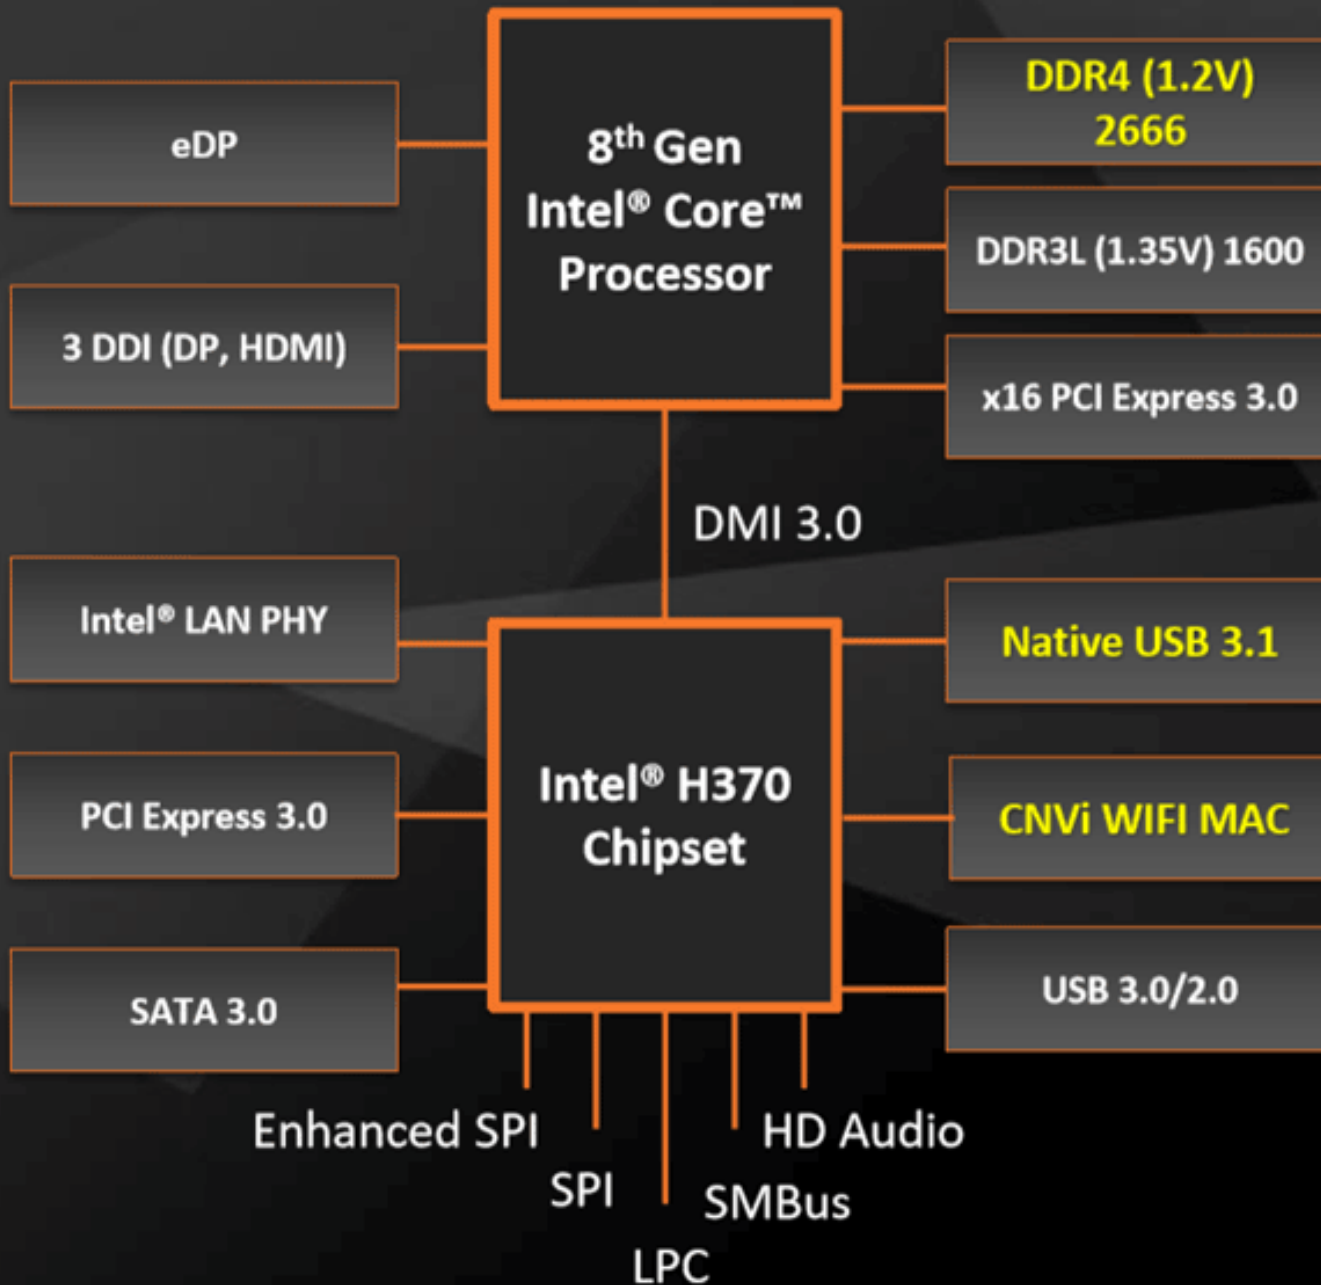 eDP
8th Gen
Intel® Core™
Processor
DDR4 (1.2V)
2666
DDR3L (1.35V) 1600
3 DDI (DP, HDMI)
x16 PCI Express 3.0
DMI 3.0
Intel® LAN PHY
Native USB 3.1
PCI Express 3.0
Intel® H370
Chipset
CNVi WIFI MAC
SATA 3.0
USB 3.0/2.0
Enhanced SPI
HD Audio
SPI
SMBus
LPC